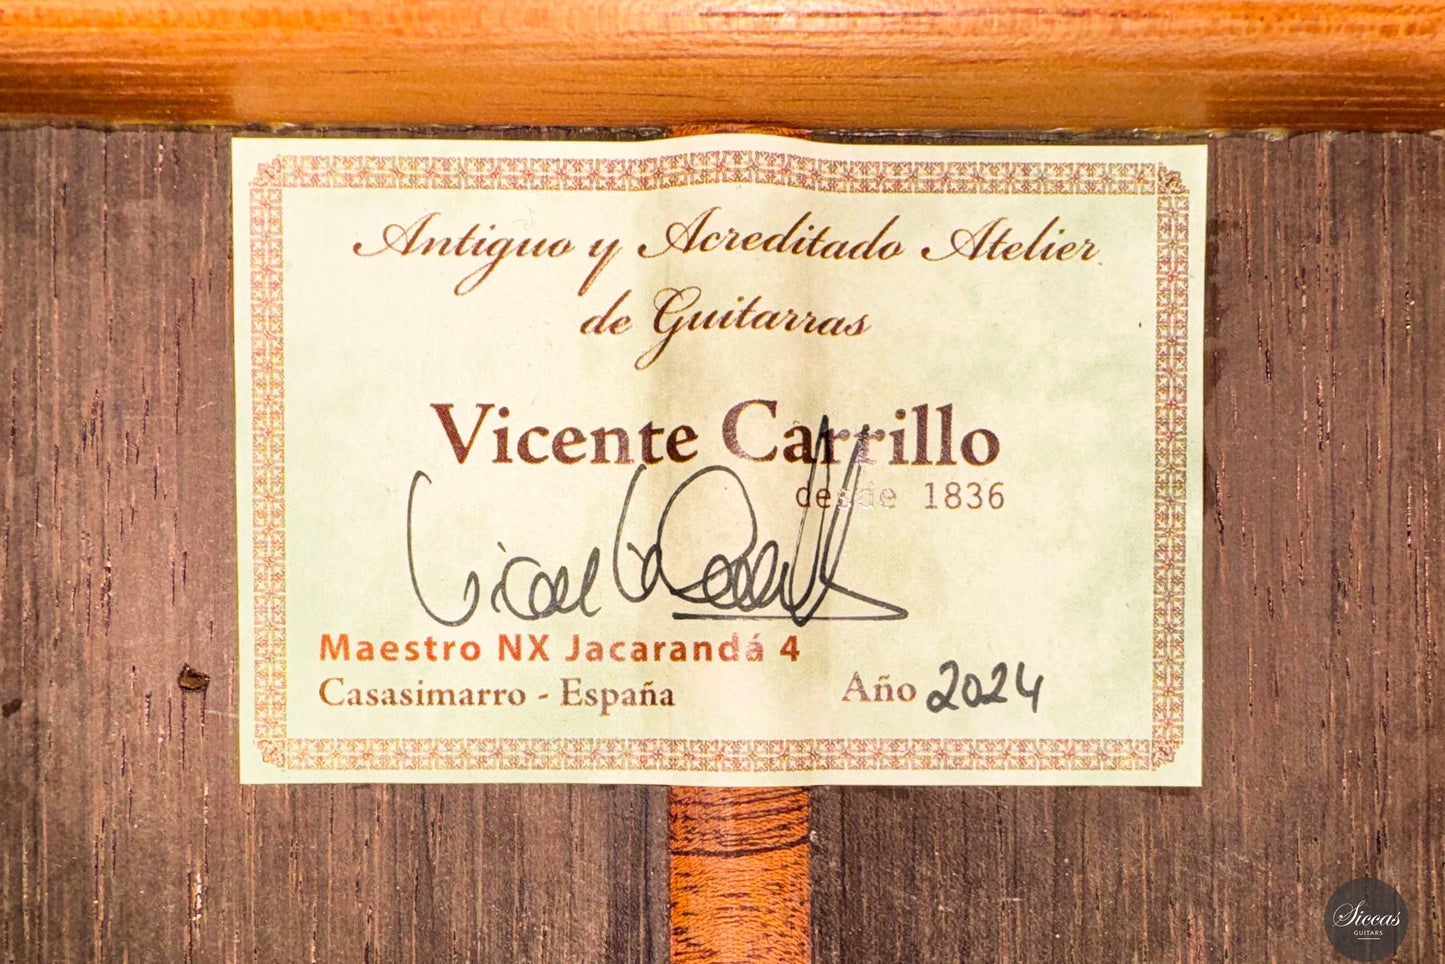 Antiguo y Acreditado Atelier
de Guitarras
Vicente Carrillo
desde 1836
Maestro NX Jacarandá 4
Casasimarro - España
Año 2024
Siccas
GUITARS